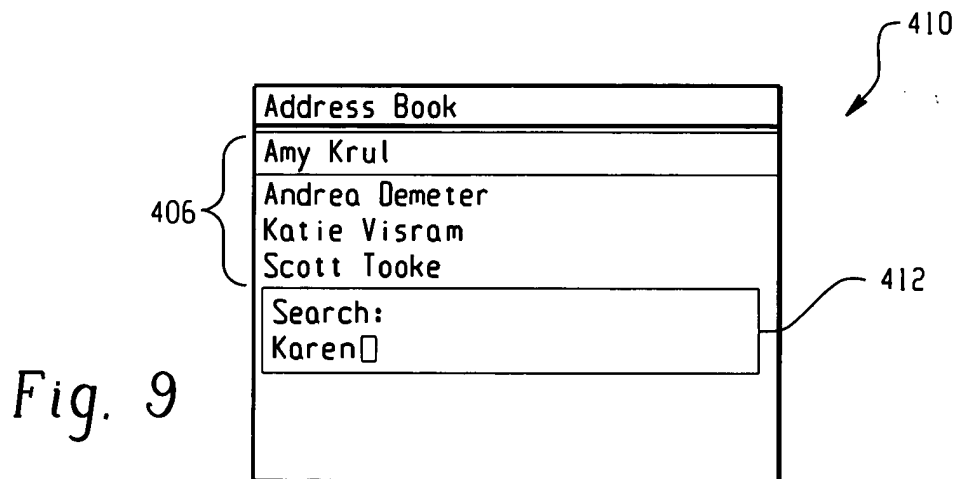 410
Address Book
Amy Krul
Andrea Demeter
406
Katie Visram
Scott Tooke
412
Search:
Karen
Fig. 9